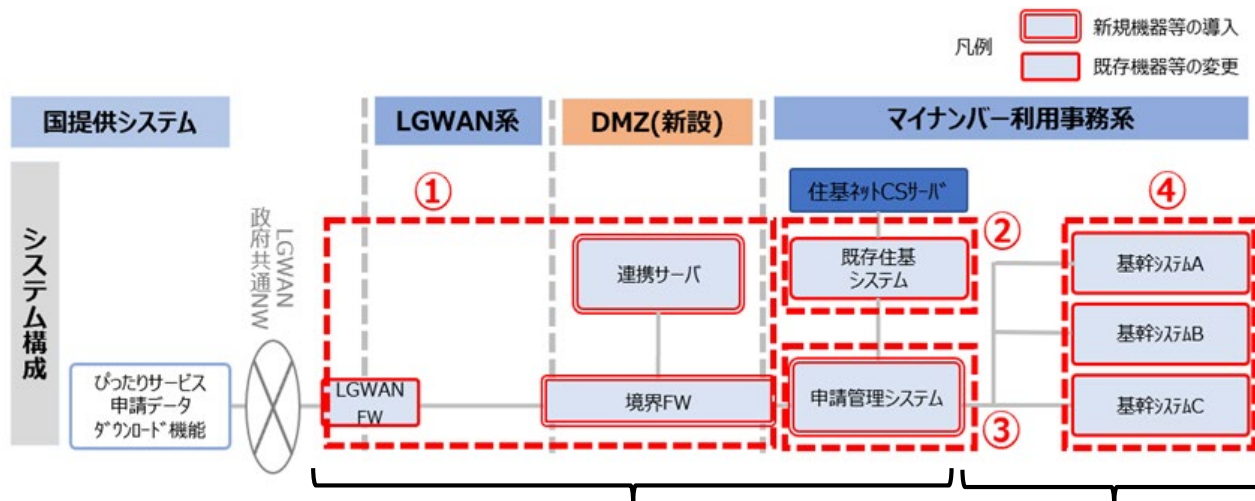 凡例
新規機器等の導入
既存機器等の変更
国提供システム
LGWAN系
DMZ(新設)
マイナンバー利用事務系
システム構成
①
住基ネットCSサーバ
④
②
LGWAN
政府共通NW
連携サーバ
既存住基
システム
基幹システムA
基幹システムB
ぴったりサービス
申請データ
ダウンロード機能
LGWAN
FW
境界FW
申請管理システム
③
基幹システムC